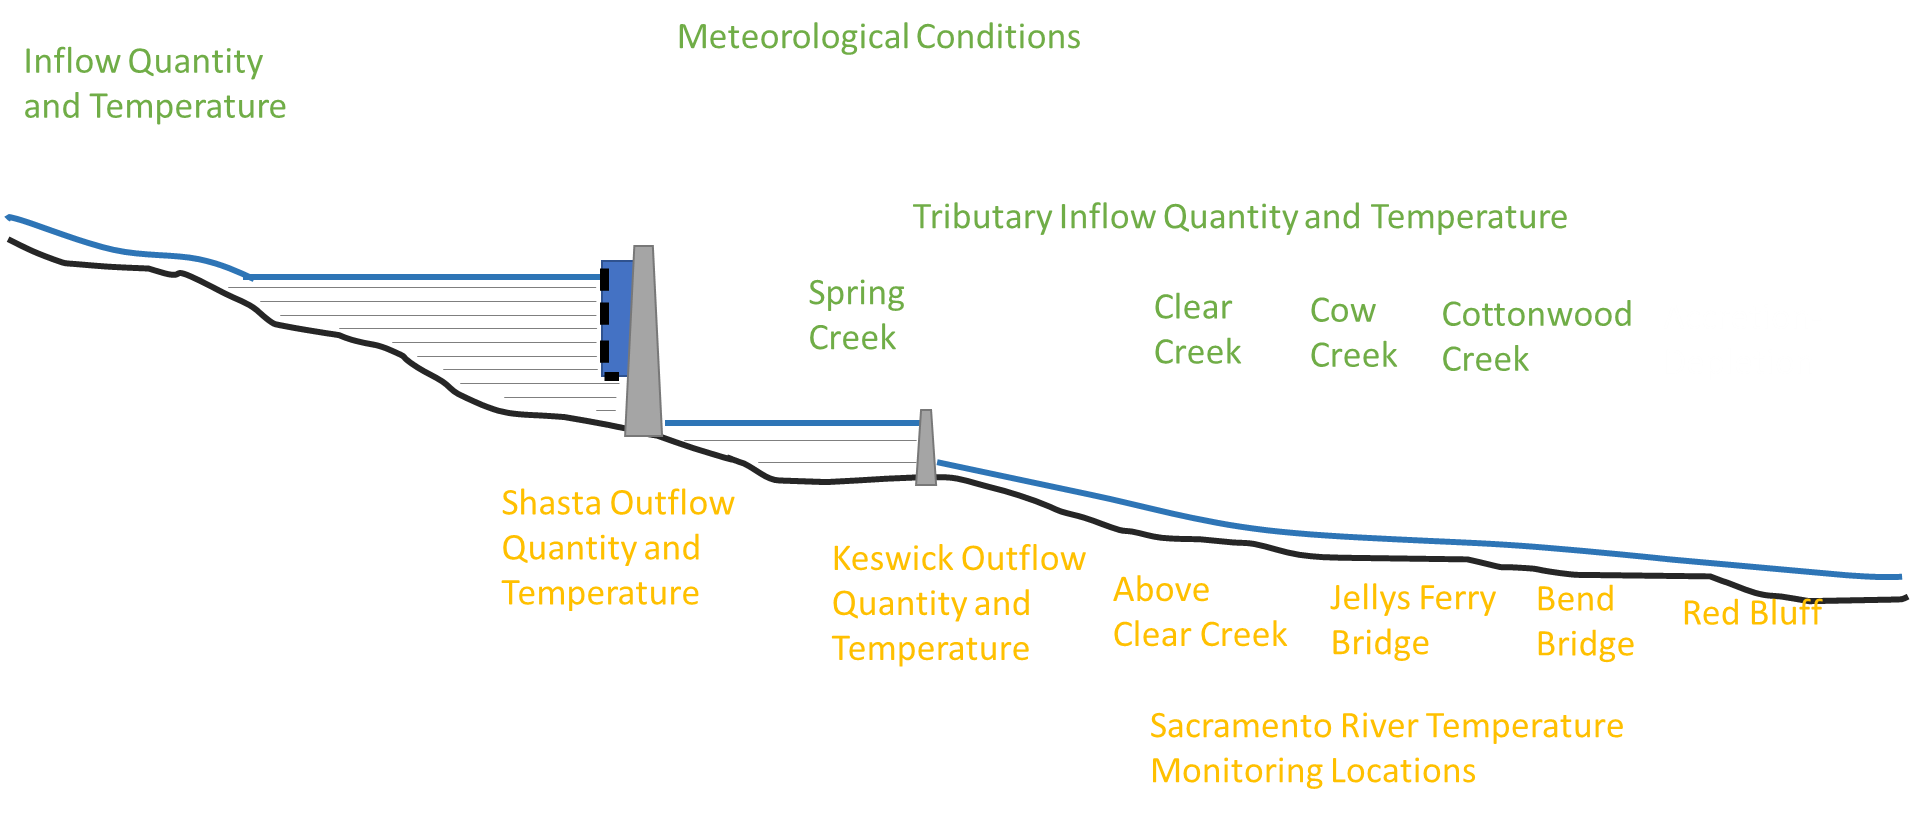 Meteorological Conditions
Inflow Quantity
and Temperature
Tributary Inflow Quantity and Temperature
Spring
Creek
Clear
Creek
Cow
Creek
Cottonwood
Creek
Shasta Outflow
Quantity and
Temperature
Keswick Outflow
Quantity and
Temperature
Above
Clear Creek
Jellys Ferry
Bridge
Bend
Bridge
Red Bluff
Sacramento River Temperature
Monitoring Locations